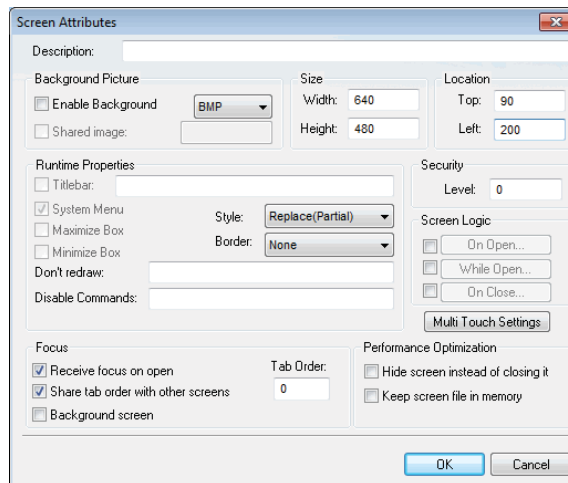 Screen Attributes
Description:
Background Picture
Enable Background BMP
Shared image:
Size
Width: 640
Height: 480
Location
Top: 90
Left: 200
Runtime Properties
Titlebar:
System Menu
Maximize Box
Minimize Box
Style: Replace(Partial)
Border: None
Don't redraw:
Disable Commands:
Security
Level: 0
Screen Logic
On Open...
While Open...
On Close...
Multi Touch Settings
Focus
Receive focus on open
Share tab order with other screens
Background screen
Tab Order:
0
Performance Optimization
Hide screen instead of closing it
Keep screen file in memory
OK Cancel